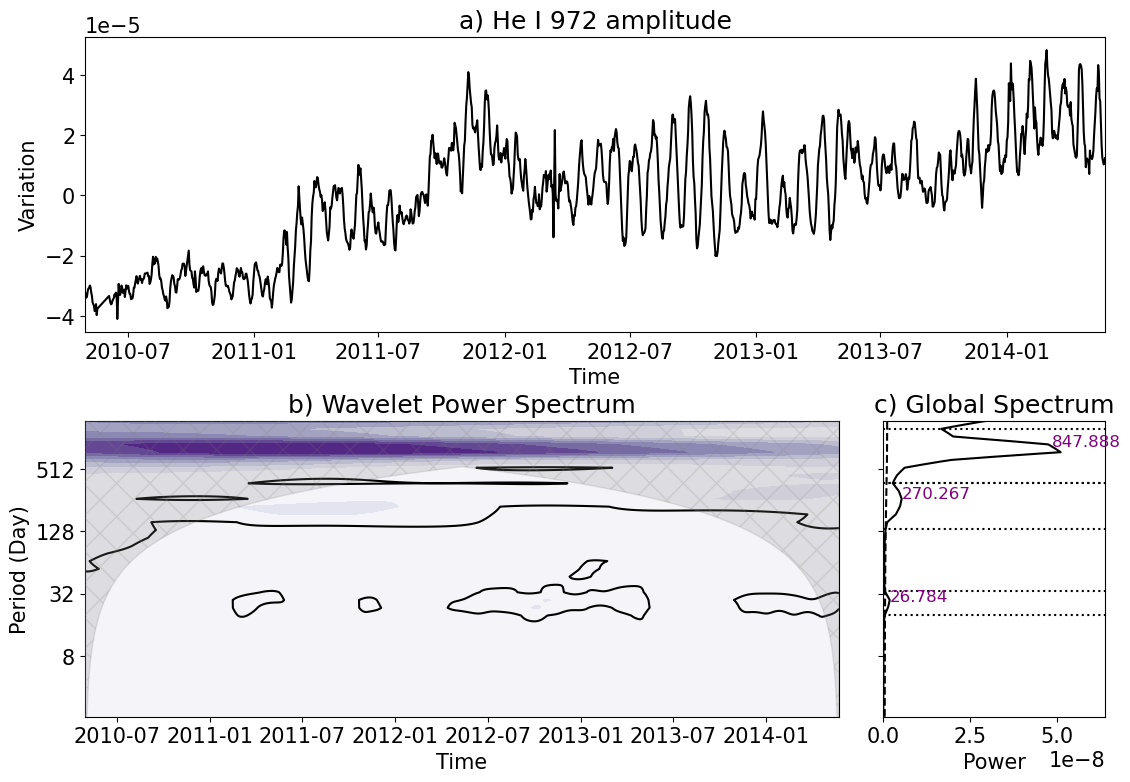 a) He I 972 amplitude
1e−5
4
2
0
−2
−4
Variation
2010-07 2011-01 2011-07 2012-01 2012-07 2013-01 2013-07 2014-01
Time
b) Wavelet Power Spectrum
512
128
32
8
Period (Day)
2010-07 2011-01 2011-07 2012-01 2012-07 2013-01 2013-07 2014-01
Time
c) Global Spectrum
847.888
270.267
26.784
0.0 2.5 5.0
Power 1e−8